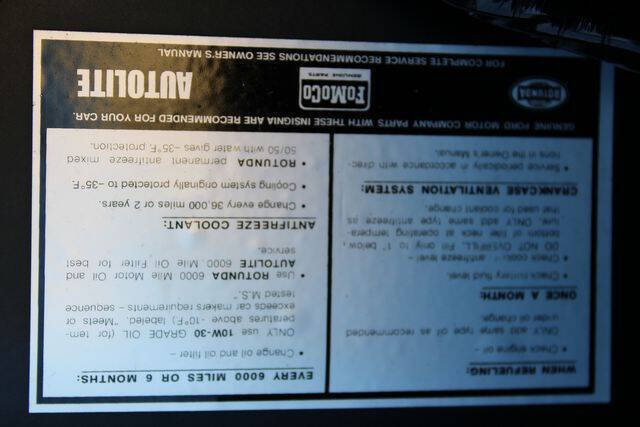 WHEN REFUELING:
• Check engine oil –
ONLY add same type oil as recommended
under oil change.
ONCE A MONTH:
• Check battery fluid level.
• Check coolant antifreeze level –
DO NOT OVERFILL. Fill only to 1" below,
bottom of filler neck at operating tempera-
ture. ONLY add same type antifreeze as
that used for coolant change.
CRANKCASE VENTILATION SYSTEM:
• Service periodically in accordance with direc-
tions in the Owner's Manual.
EVERY 6000 MILES OR 6 MONTHS:
• Change oil and oil filter –
ONLY use 10W-30 GRADE OIL (for tem-
peratures above -10°F) labeled, "Meets or
exceeds car makers requirements – sequence
tested M.S."
• Use ROTUNDA 6000 Mile Motor Oil and
AUTOLITE 6000 Mile Oil Filter for best
service.
ANTIFREEZE COOLANT:
• Change every 36,000 miles or 2 years.
• Cooling system originally protected to -35°F.
• ROTUNDA permanent antifreeze mixed
50/50 with water gives -35°F. protection.
GENUINE FORD MOTOR COMPANY PARTS WITH THESE INSIGNIA ARE RECOMMENDED FOR YOUR CAR.
ROTUNDA
FoMoCo
GENUINE PARTS
AUTOLITE
FOR COMPLETE SERVICE RECOMMENDATIONS SEE OWNER'S MANUAL